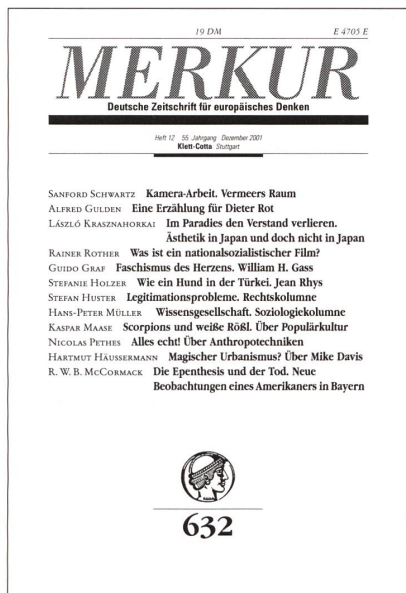 19 DM E 4705 E
MERKUR
Deutsche Zeitschrift für europäisches Denken
Heft 12 55. Jahrgang Dezember 2001
Klett-Cotta Stuttgart
SANFORD SCHWARTZ Kamera-Arbeit. Vermeers Raum
ALFRED GULDEN Eine Erzählung für Dieter Rot
LÁSZLÓ KRASZNAHORKAI Im Paradies den Verstand verlieren.
Ästhetik in Japan und doch nicht in Japan
RAINER ROTHER Was ist ein nationalsozialistischer Film?
GUIDO GRAF Faschismus des Herzens. William H. Gass
STEFANIE HOLZER Wie ein Hund in der Türkei. Jean Rhys
STEFAN HUSTER Legitimationsprobleme. Rechtskolumne
HANS-PETER MÜLLER Wissensgesellschaft. Soziologiekolumne
KASPAR MAASE Scorpions und weiße Rößl. Über Populärkultur
NICOLAS PETHES Alles echt! Über Anthropotechniken
HARTMUT HÄUSSERMANN Magischer Urbanismus? Über Mike Davis
R. W. B. MCCORMACK Die Epenthesis und der Tod. Neue
Beobachtungen eines Amerikaners in Bayern
632